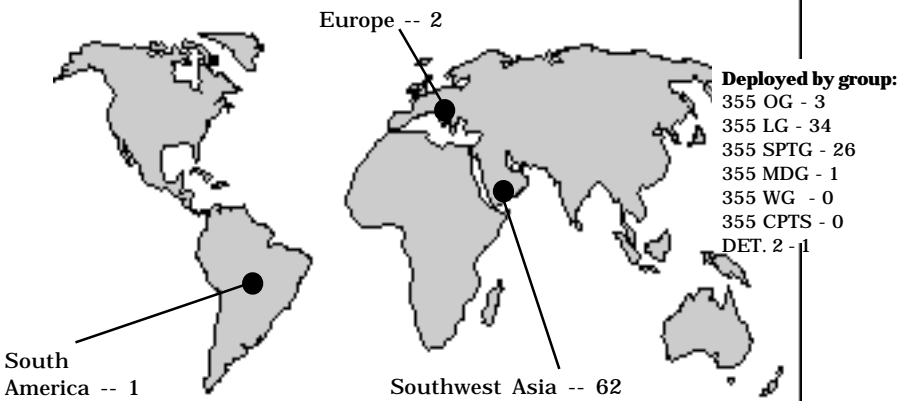 Europe -- 2
Deployed by group:
355 OG - 3
355 LG - 34
355 SPTG - 26
355 MDG - 1
355 WG - 0
355 CPTS - 0
DET. 2 - 1
South
America -- 1
Southwest Asia -- 62